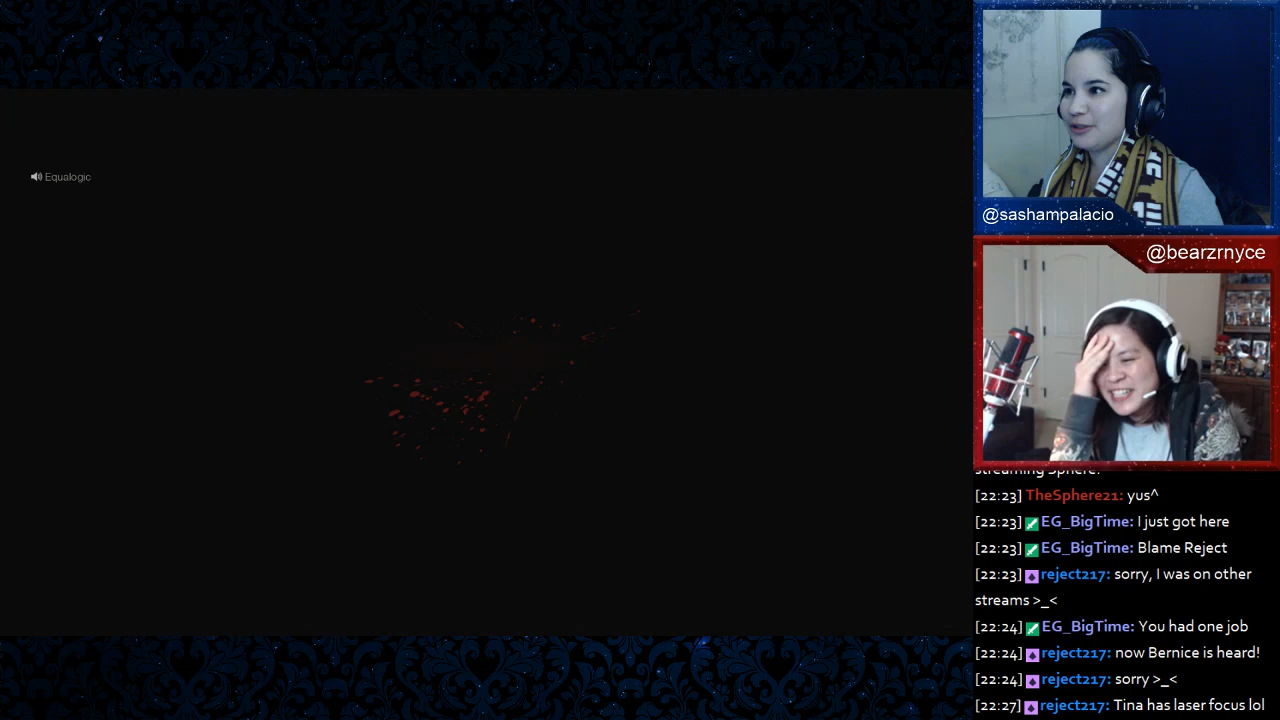 Equalogic
@sashampalacio
@bearzrnyce
streaming Sphere!
[22:23] TheSphere21: yus^
[22:23] EG_BigTime: I just got here
[22:23] EG_BigTime: Blame Reject
[22:23] reject217: sorry, I was on other
streams >_<
[22:24] EG_BigTime: You had one job
[22:24] reject217: now Bernice is heard!
[22:24] reject217: sorry >_<
[22:27] reject217: Tina has laser focus lol